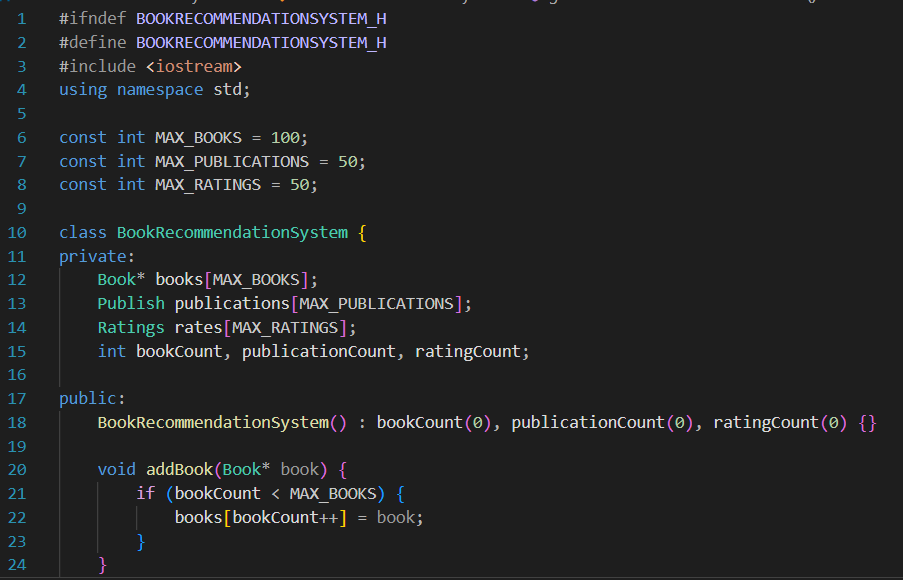 1 #ifndef BOOKRECOMMENDATIONSYSTEM_H
2 #define BOOKRECOMMENDATIONSYSTEM_H
3 #include <iostream>
4 using namespace std;
5
6 const int MAX_BOOKS = 100;
7 const int MAX_PUBLICATIONS = 50;
8 const int MAX_RATINGS = 50;
9
10 class BookRecommendationSystem {
11 private:
12     Book* books[MAX_BOOKS];
13     Publish publications[MAX_PUBLICATIONS];
14     Ratings rates[MAX_RATINGS];
15     int bookCount, publicationCount, ratingCount;
16
17 public:
18     BookRecommendationSystem() : bookCount(0), publicationCount(0), ratingCount(0) {}
19
20     void addBook(Book* book) {
21         if (bookCount < MAX_BOOKS) {
22             books[bookCount++] = book;
23         }
24     }